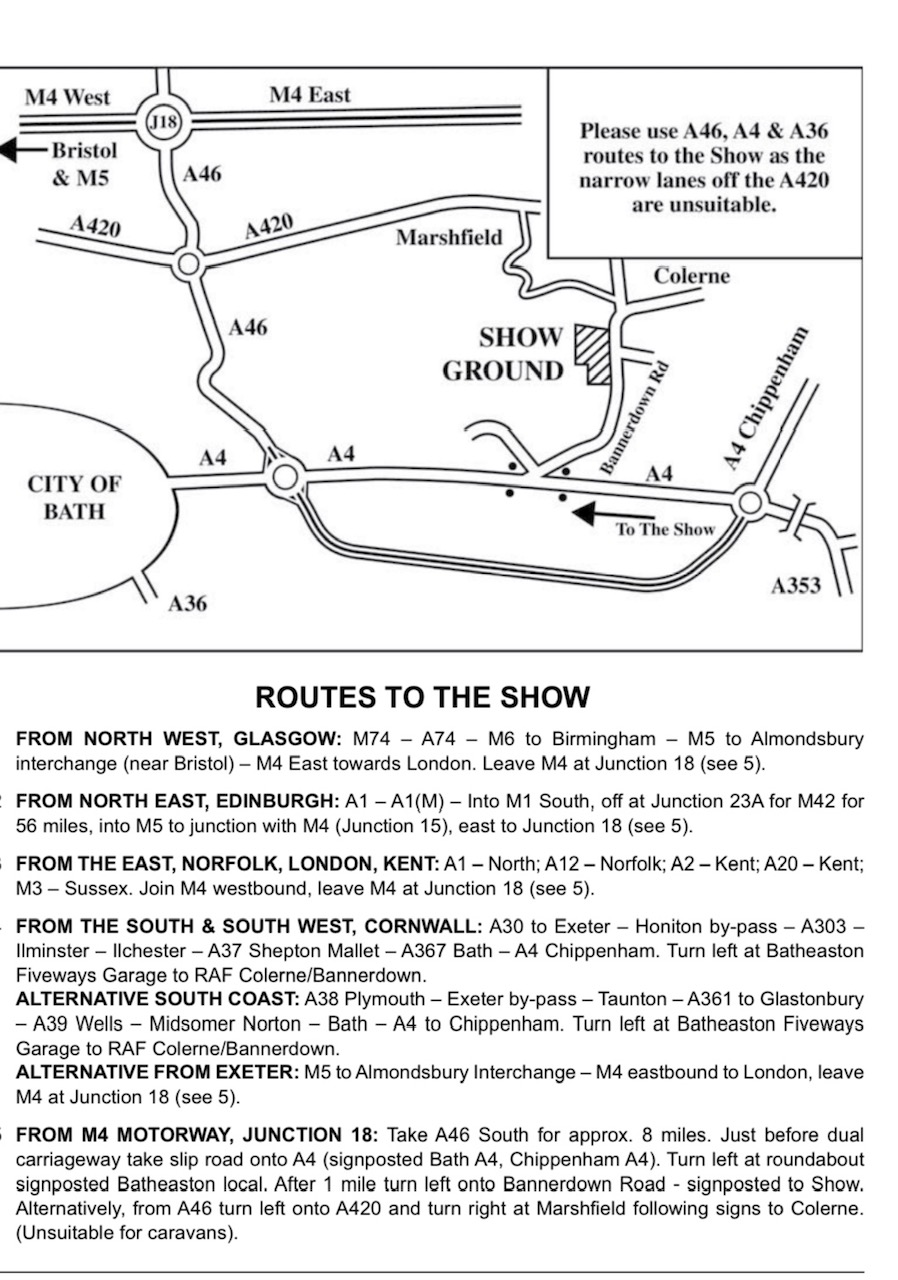 M4 West
M4 East
J18
Bristol
& M5
A46
Please use A46, A4 & A36
routes to the Show as the
narrow lanes off the A420
are unsuitable.
A420
A420
Marshfield
Colerne
A46
SHOW
GROUND
Bannerdown Rd
A4 Chippenham
A4
A4
A4
CITY OF
BATH
To The Show
A36
A353
ROUTES TO THE SHOW
FROM NORTH WEST, GLASGOW: M74 – A74 – M6 to Birmingham – M5 to Almondsbury
interchange (near Bristol) – M4 East towards London. Leave M4 at Junction 18 (see 5).
FROM NORTH EAST, EDINBURGH: A1 – A1(M) – Into M1 South, off at Junction 23A for M42 for
56 miles, into M5 to junction with M4 (Junction 15), east to Junction 18 (see 5).
FROM THE EAST, NORFOLK, LONDON, KENT: A1 – North; A12 – Norfolk; A2 – Kent; A20 – Kent;
M3 – Sussex. Join M4 westbound, leave M4 at Junction 18 (see 5).
FROM THE SOUTH & SOUTH WEST, CORNWALL: A30 to Exeter – Honiton by-pass – A303 –
Ilminster – Ilchester – A37 Shepton Mallet – A367 Bath – A4 Chippenham. Turn left at Batheaston
Fiveways Garage to RAF Colerne/Bannerdown.
ALTERNATIVE SOUTH COAST: A38 Plymouth – Exeter by-pass – Taunton – A361 to Glastonbury
– A39 Wells – Midsomer Norton – Bath – A4 to Chippenham. Turn left at Batheaston Fiveways
Garage to RAF Colerne/Bannerdown.
ALTERNATIVE FROM EXETER: M5 to Almondsbury Interchange – M4 eastbound to London, leave
M4 at Junction 18 (see 5).
FROM M4 MOTORWAY, JUNCTION 18: Take A46 South for approx. 8 miles. Just before dual
carriageway take slip road onto A4 (signposted Bath A4, Chippenham A4). Turn left at roundabout
signposted Batheaston local. After 1 mile turn left onto Bannerdown Road - signposted to Show.
Alternatively, from A46 turn left onto A420 and turn right at Marshfield following signs to Colerne.
(Unsuitable for caravans).